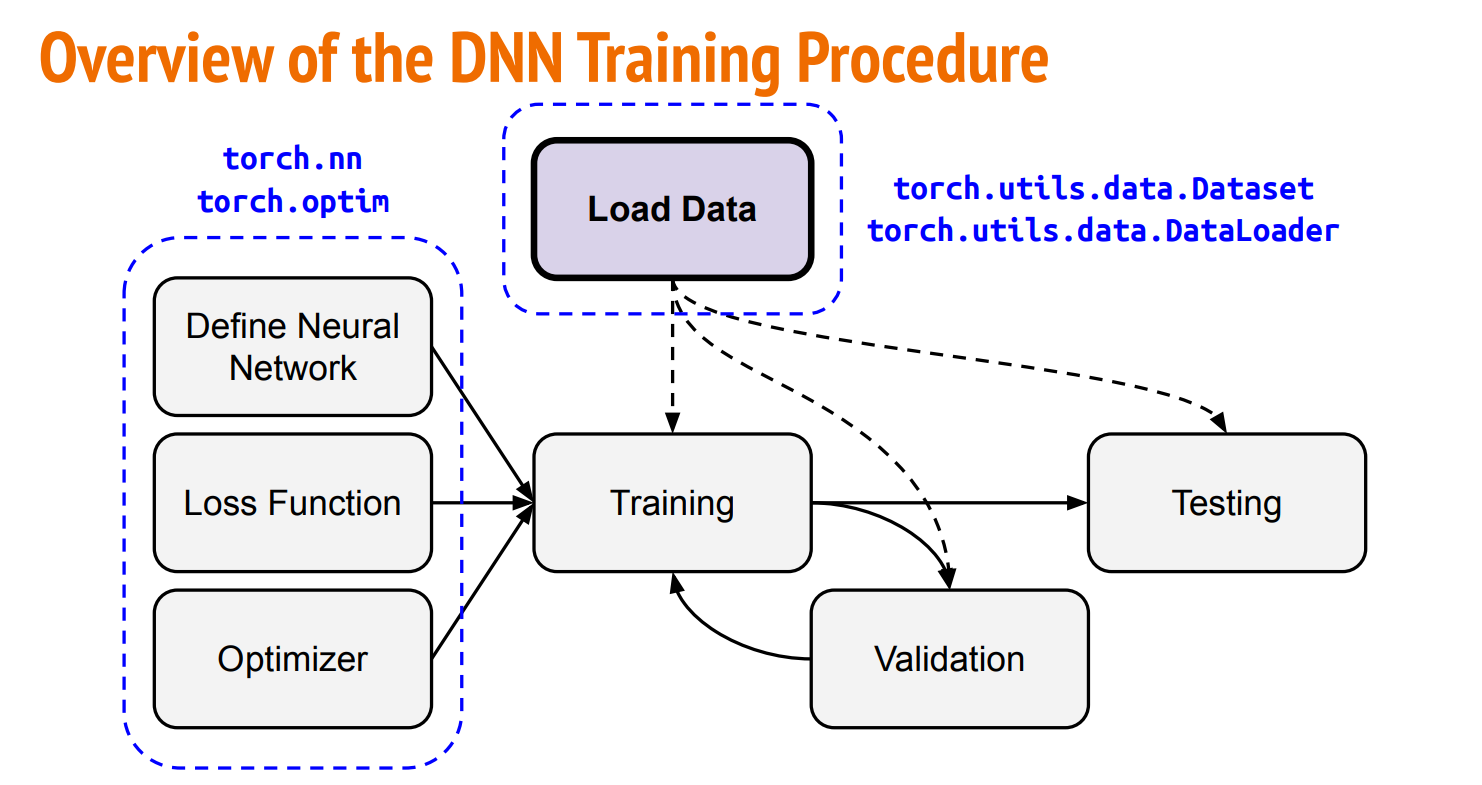 Overview of the DNN Training Procedure
torch.nn
torch.optim
Load Data
torch.utils.data.Dataset
torch.utils.data.DataLoader
Define Neural
Network
Loss Function
Optimizer
Training
Testing
Validation